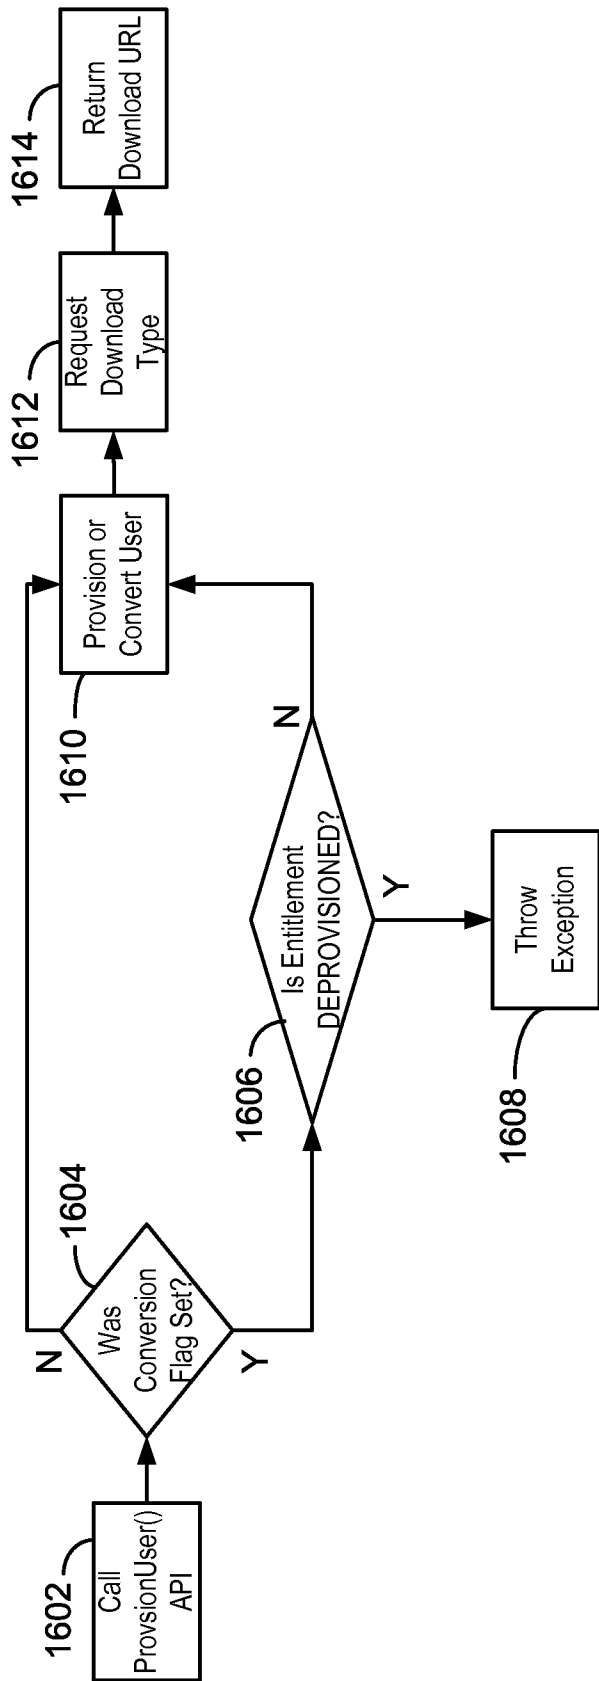 1602
Call
ProvsionUser()
API
1604
Was
Conversion
Flag Set?
N
Y
1606
Is Entitlement
DEPROVISIONED?
N
Y
1608
Throw
Exception
1610
Provision or
Convert User
1612
Request
Download
Type
1614
Return
Download URL